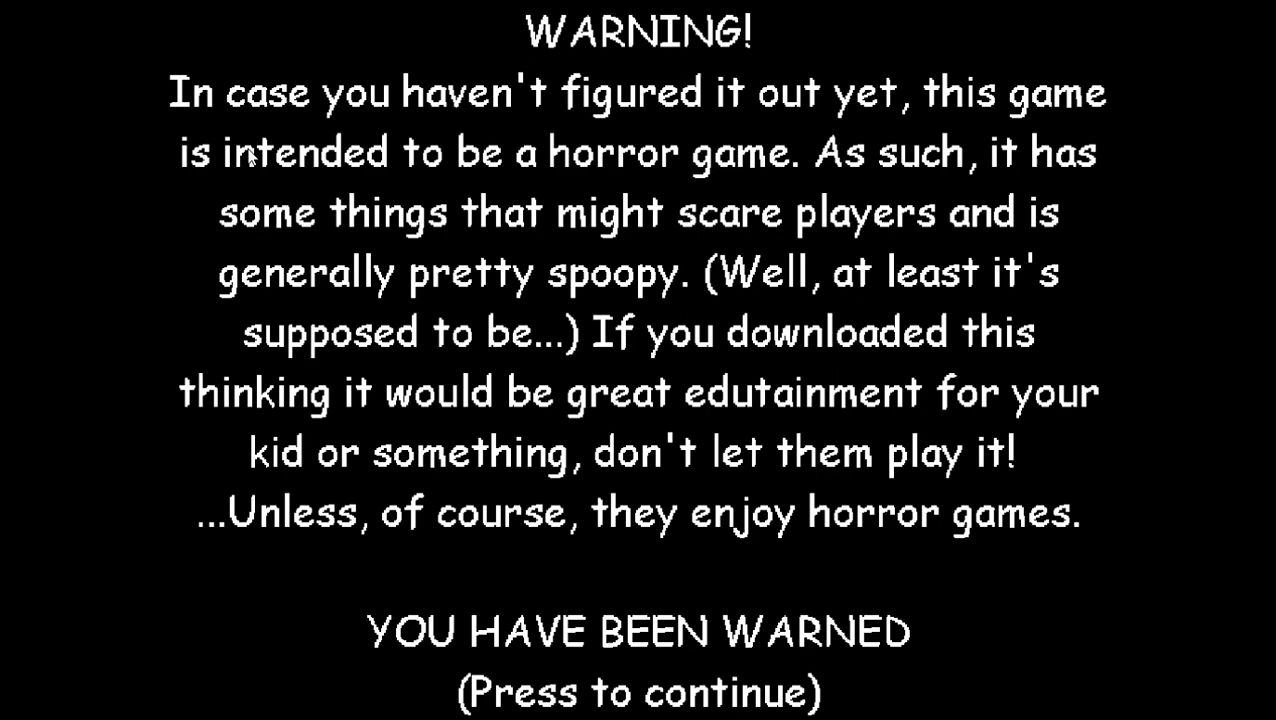 WARNING!
In case you haven't figured it out yet, this game
is intended to be a horror game. As such, it has
some things that might scare players and is
generally pretty spoopy. (Well, at least it's
supposed to be...) If you downloaded this
thinking it would be great edutainment for your
kid or something, don't let them play it!
...Unless, of course, they enjoy horror games.
YOU HAVE BEEN WARNED
(Press to continue)